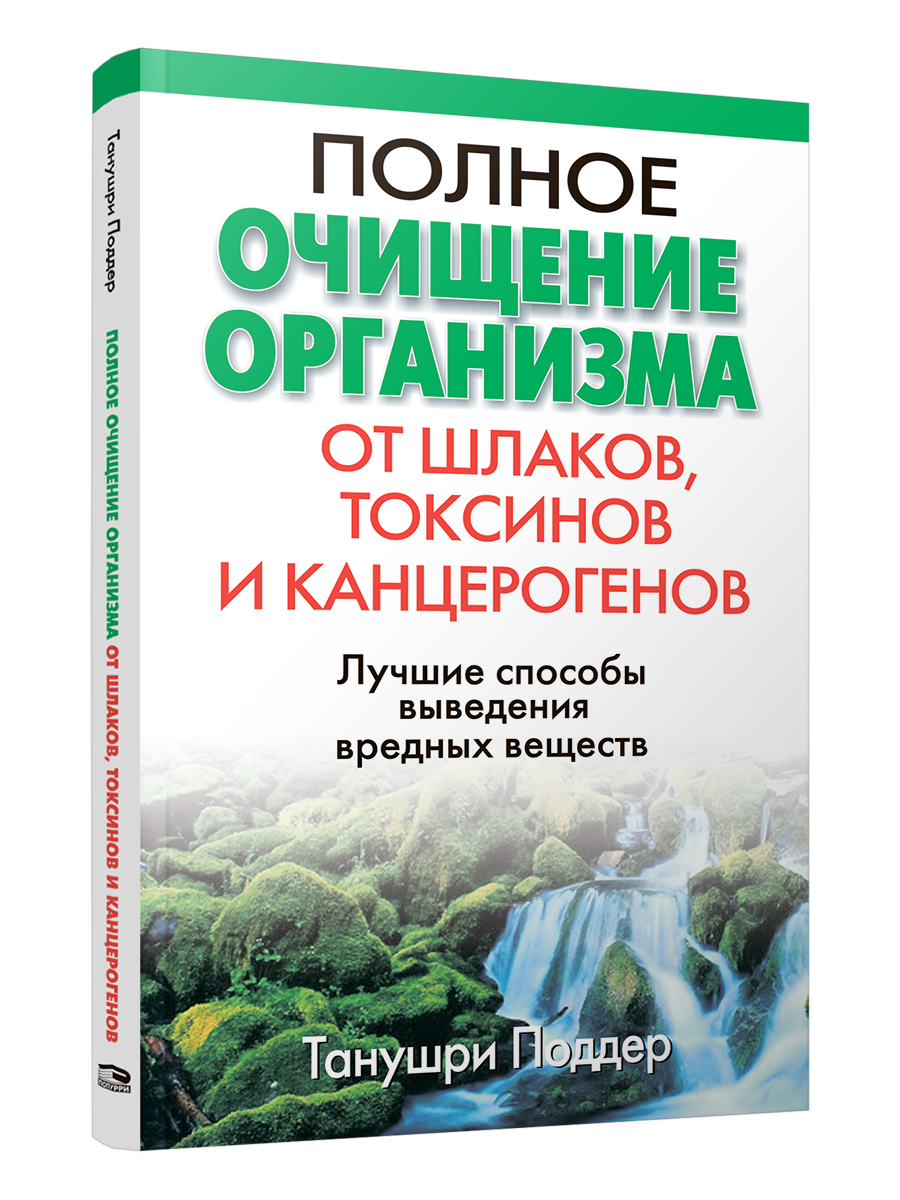 ПОЛНОЕ
ОЧИЩЕНИЕ
ОРГАНИЗМА
ОТ ШЛАКОВ,
ТОКСИНОВ
И КАНЦЕРОГЕНОВ
Лучшие способы
выведения
вредных веществ
Танушри Поддер
Танушри Поддер ПОЛНОЕ ОЧИЩЕНИЕ ОРГАНИЗМА ОТ ШЛАКОВ, ТОКСИНОВ И КАНЦЕРОГЕНОВ
ПОПУРРИ